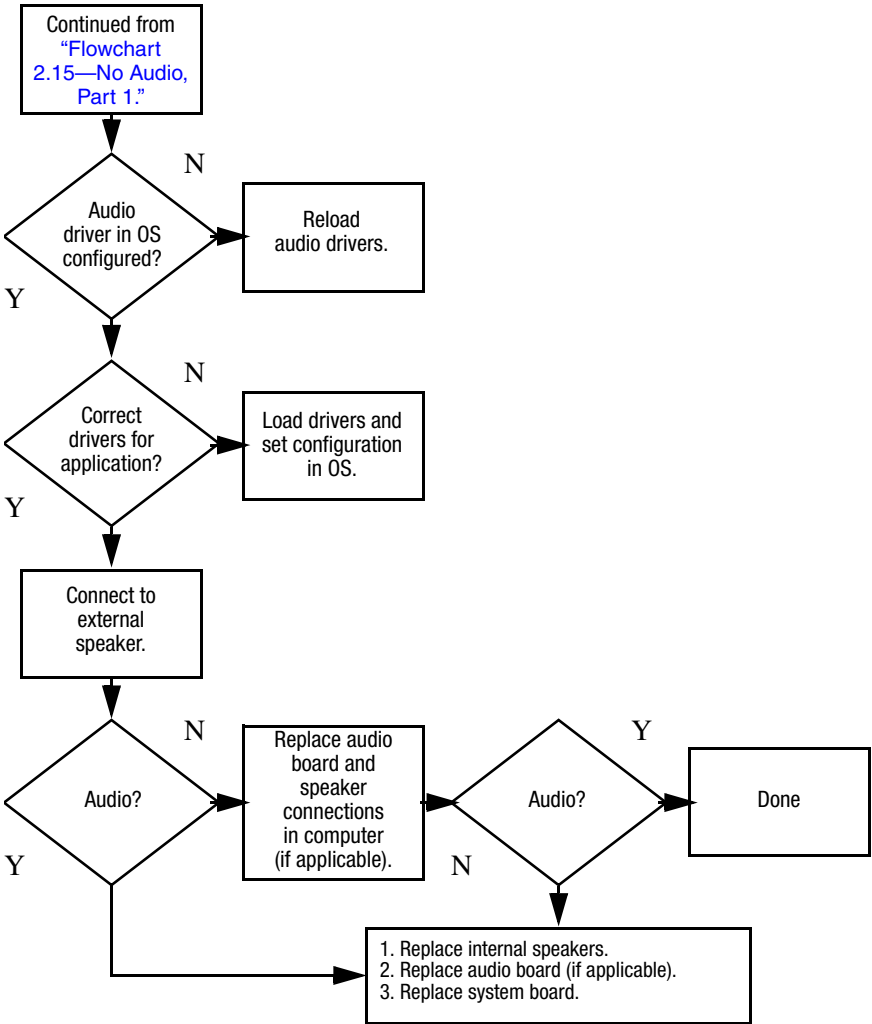 Continued from
“Flowchart
2.15—No Audio,
Part 1.”
N
Audio
driver in OS
configured?
Reload
audio drivers.
Y
N
Correct
drivers for
application?
Load drivers and
set configuration
in OS.
Y
Connect to
external
speaker.
N
Audio?
Y
Replace audio
board and
speaker
connections
in computer
(if applicable).
Y
Audio?
N
Done
1. Replace internal speakers.
2. Replace audio board (if applicable).
3. Replace system board.